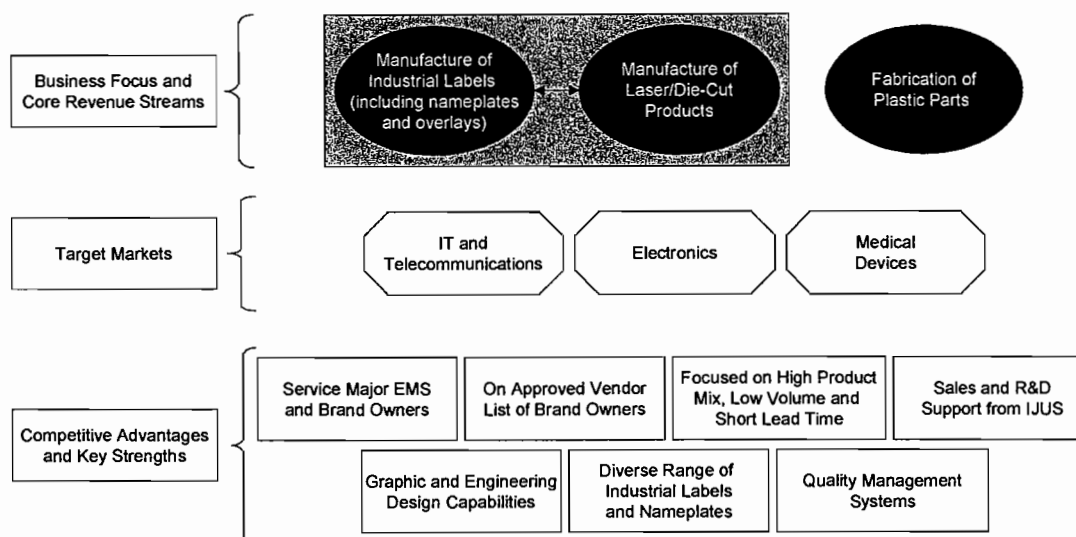 Business Focus and
Core Revenue Streams
Manufacture of
Industrial Labels
(including nameplates
and overlays)
Manufacture of
Laser/Die-Cut
Products
Fabrication of
Plastic Parts
Target Markets
IT and
Telecommunications
Electronics
Medical
Devices
Competitive Advantages
and Key Strengths
Service Major EMS
and Brand Owners
On Approved Vendor
List of Brand Owners
Focused on High Product
Mix, Low Volume and
Short Lead Time
Sales and R&D
Support from IJUS
Graphic and Engineering
Design Capabilities
Diverse Range of
Industrial Labels
and Nameplates
Quality Management
Systems